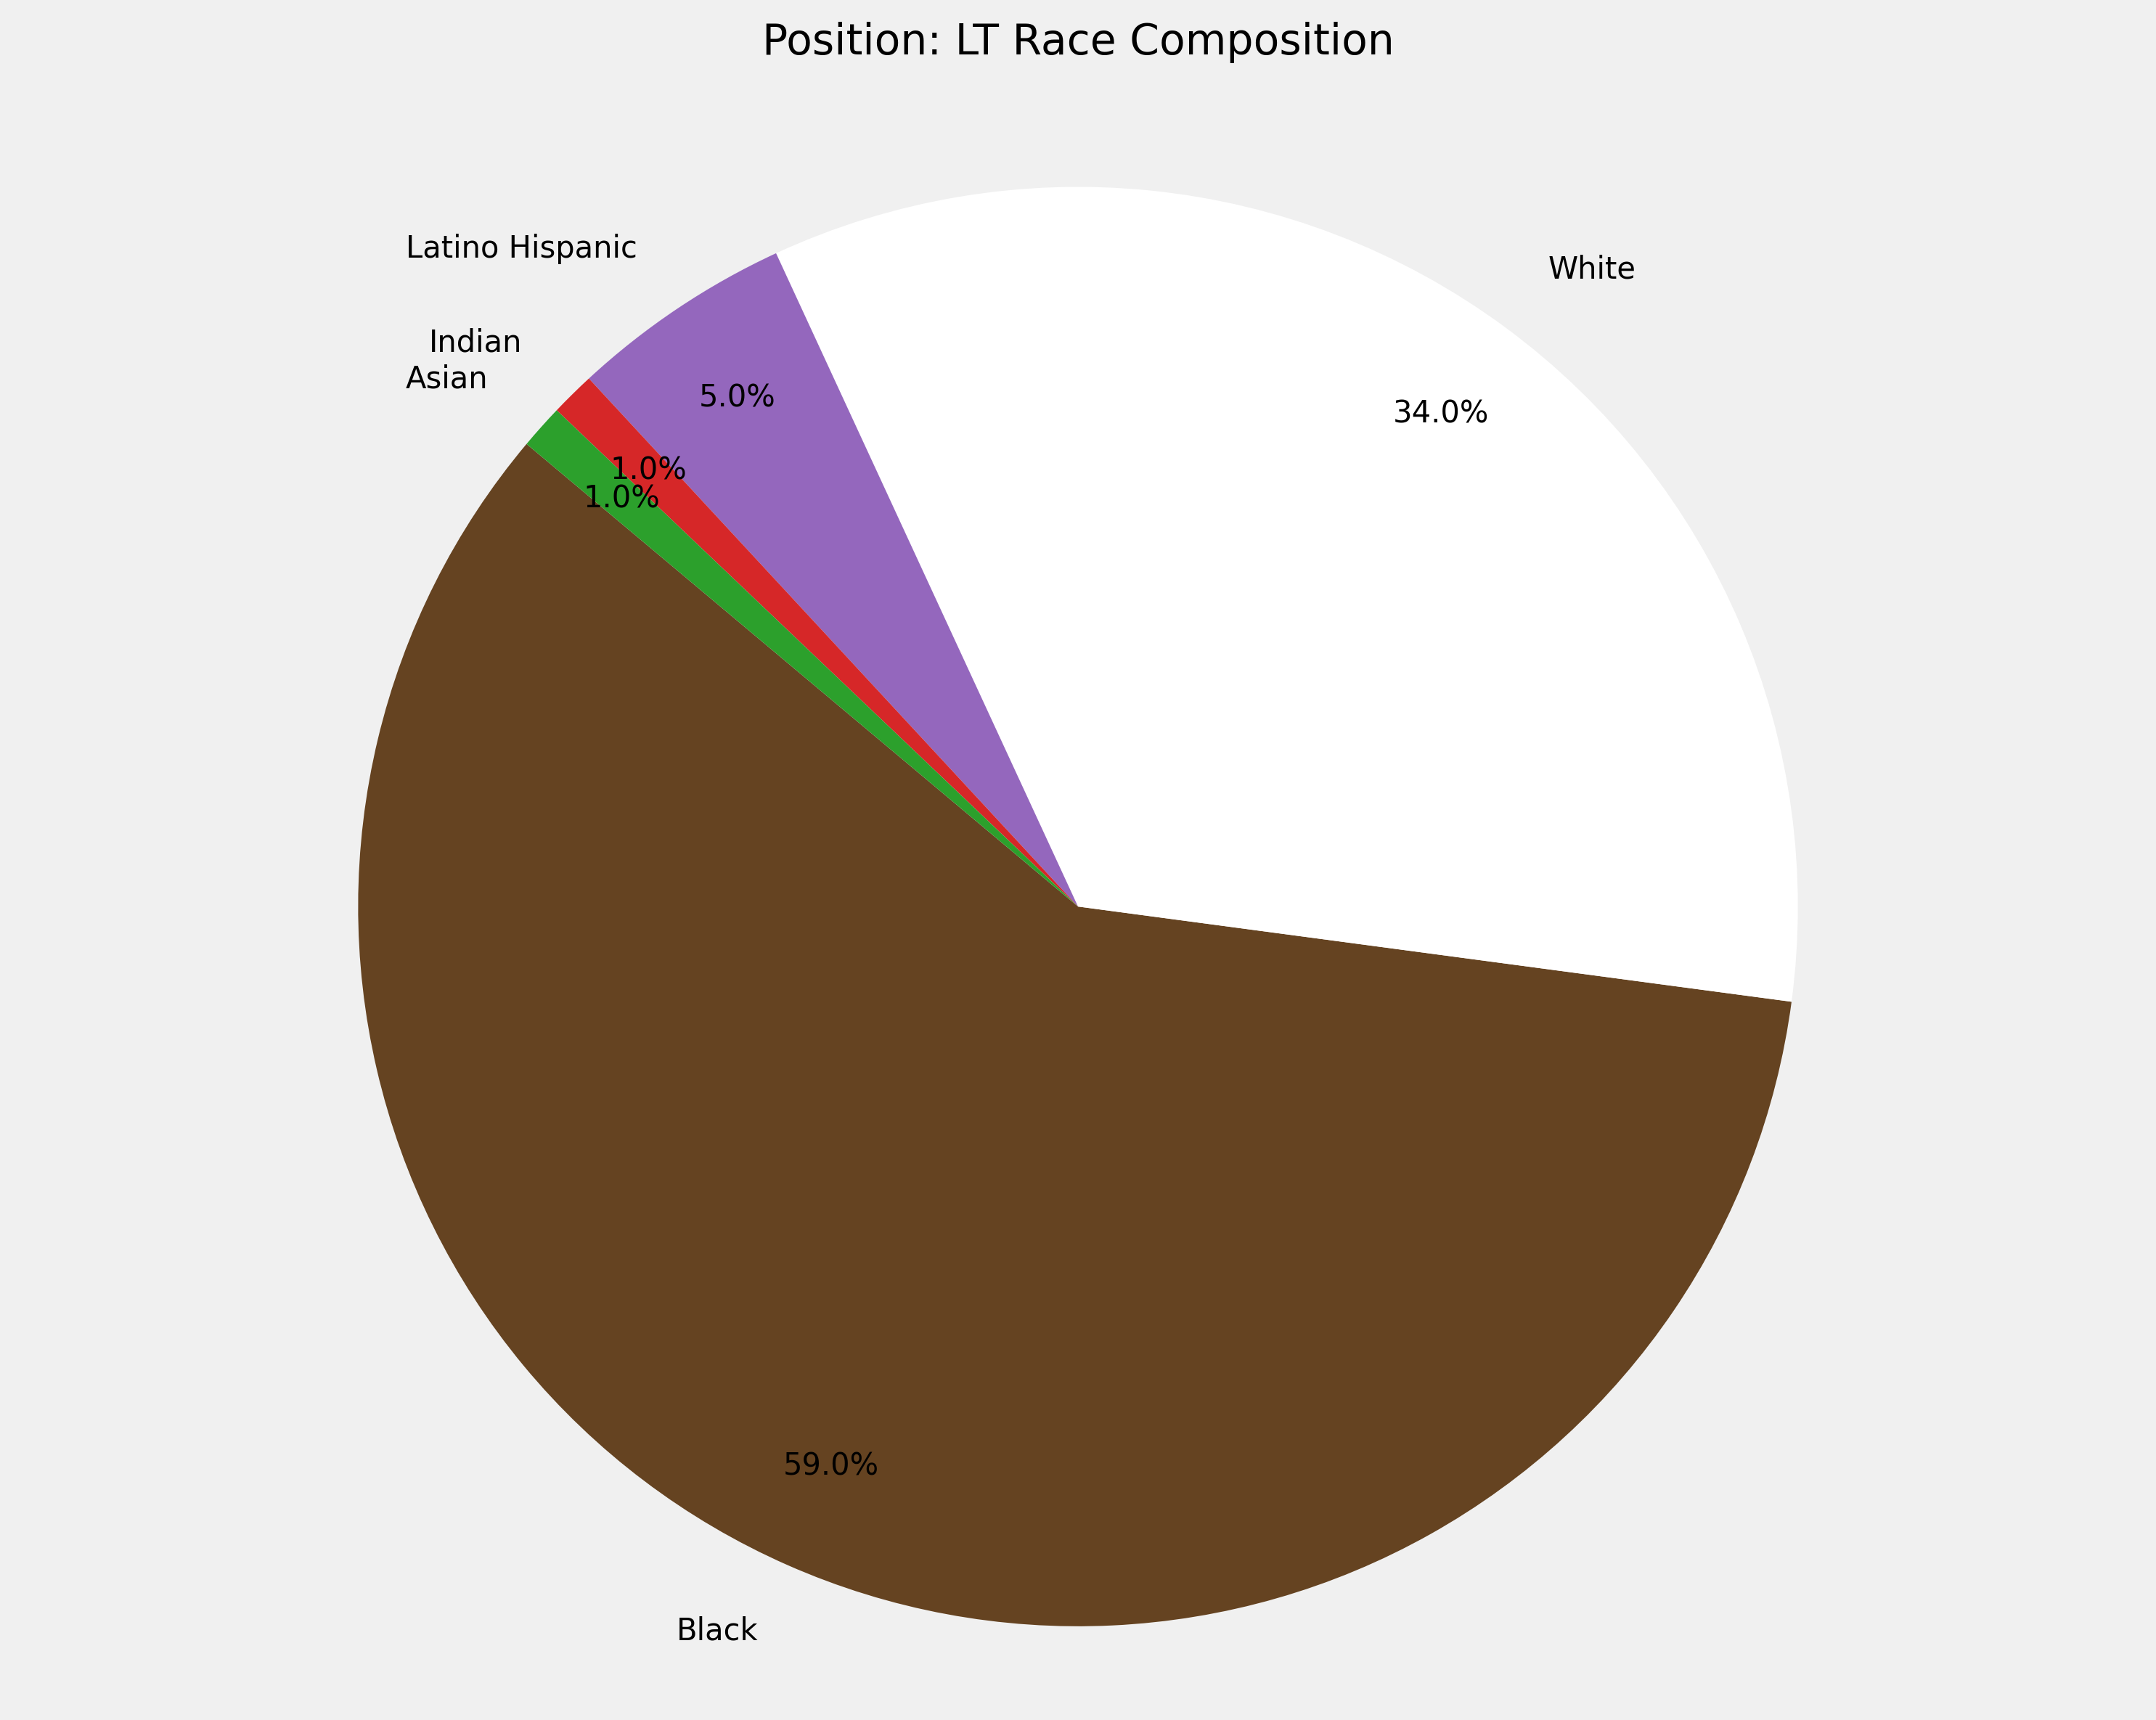 Position: LT Race Composition
Latino Hispanic
White
Indian
Asian
5.0%
34.0%
1.0%
1.0%
59.0%
Black